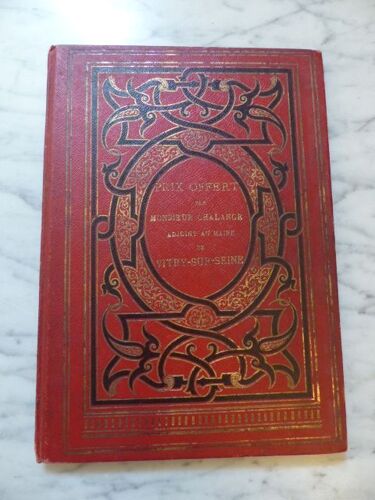 PRIX OFFERT
PAR
MONSIEUR CHALANGE
ADJOINT AU MAIRE
DE
VITRY-SUR-SEINE